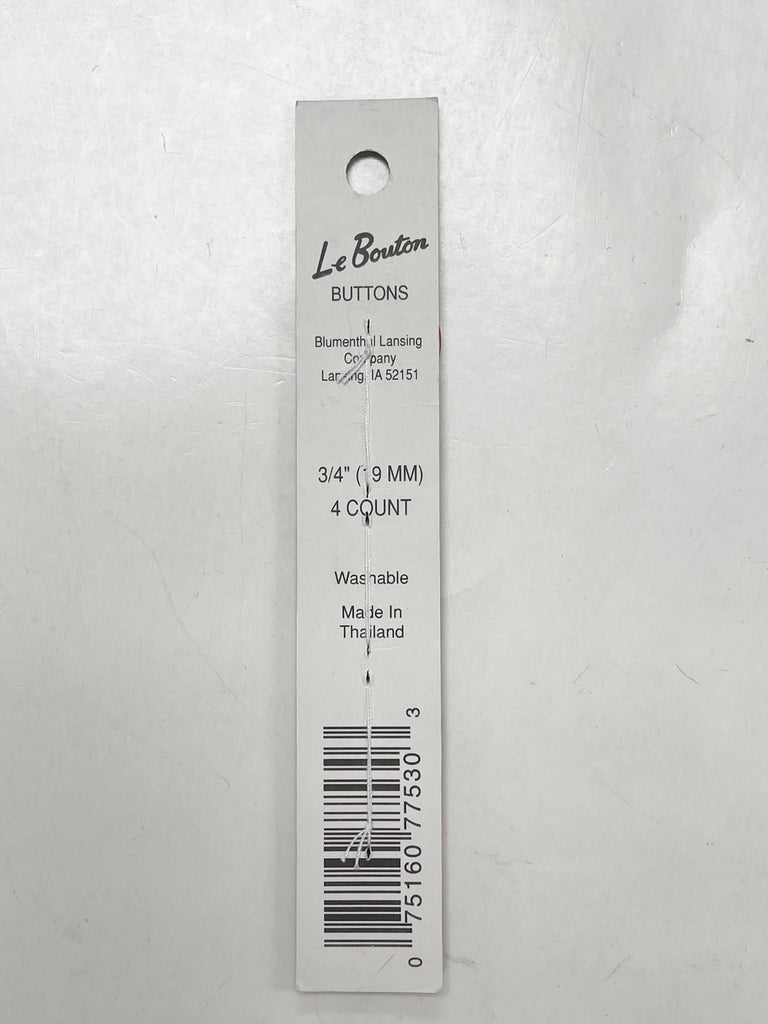 Le Bouton
BUTTONS
Blumenthal Lansing
Company
Lansing, IA 52151
3/4" (19 MM)
4 COUNT
Washable
Made In
Thailand
0 75160 77530 3